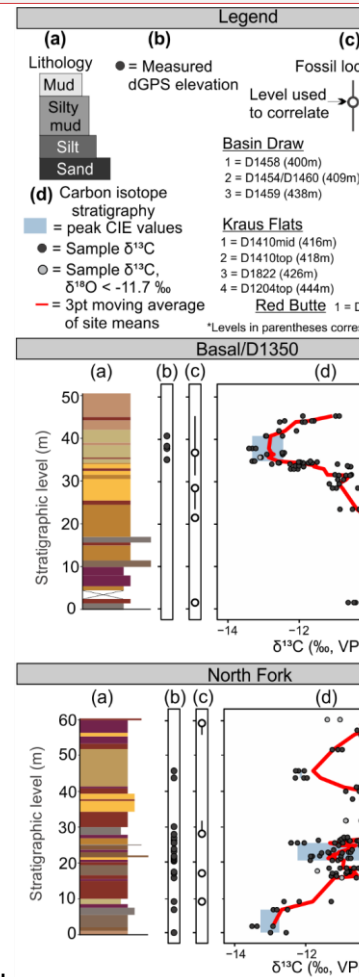 Legend
(a)
(b)
(c)
Lithology
Mud
Silty
mud
Silt
Sand
= Measured
dGPS elevation
Fossil loc
Level used
to correlate
Basin Draw
1 = D1458 (400m)
2 = D1454/D1460 (409m)
3 = D1459 (438m)
(d) Carbon isotope
stratigraphy
= peak CIE values
= Sample δ¹³C
= Sample δ¹³C,
δ¹⁸O < -11.7 ‰
= 3pt moving average
of site means
Kraus Flats
1 = D1410mid (416m)
2 = D1410top (418m)
3 = D1822 (426m)
4 = D1204top (444m)
Red Butte 1 = D
*Levels in parentheses corres
Basal/D1350
(a)
(b)
(c)
(d)
Stratigraphic level (m)
50
40
30
20
10
0
-14
-12
δ¹³C (‰, VP
North Fork
(a)
(b)
(c)
(d)
Stratigraphic level (m)
60
50
40
30
20
10
0
-14
-12
δ¹³C (‰, VP